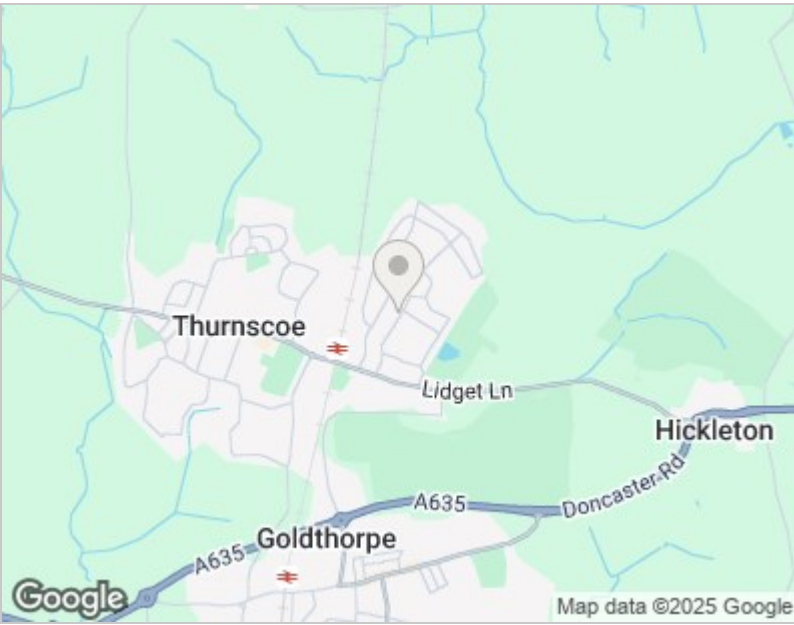 Thurnscoe
Lidget Ln
Hickleton
A635
Doncaster Rd
Goldthorpe
A635
Google
Map data ©2025 Google